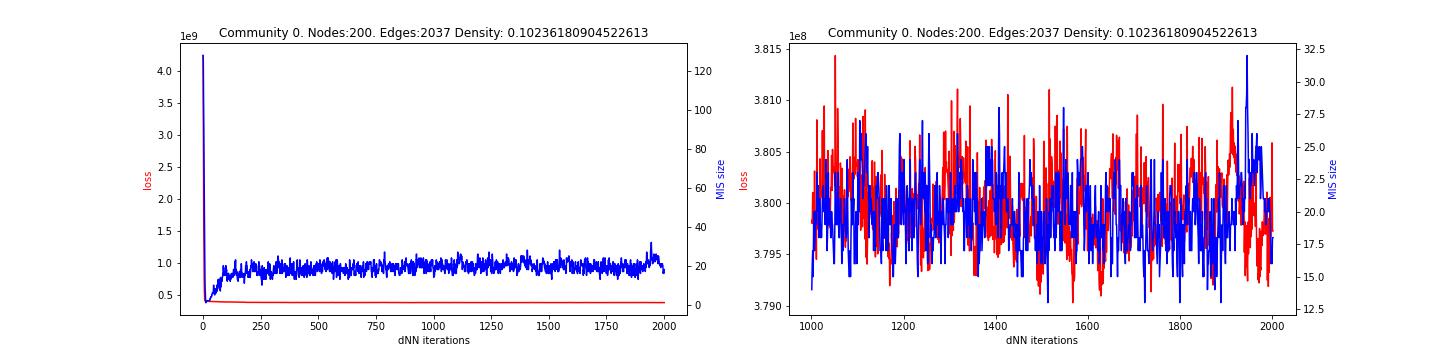 Community 0. Nodes:200. Edges:2037 Density: 0.10236180904522613
1e9
4.0
3.5
3.0
2.5
2.0
1.5
1.0
0.5
loss
120
100
80
60
40
20
0
MIS size
0 250 500 750 1000 1250 1500 1750 2000
dNN iterations
Community 0. Nodes:200. Edges:2037 Density: 0.10236180904522613
1e8
3.815
3.810
3.805
3.800
3.795
3.790
loss
32.5
30.0
27.5
25.0
22.5
20.0
17.5
15.0
12.5
MIS size
1000 1200 1400 1600 1800 2000
dNN iterations